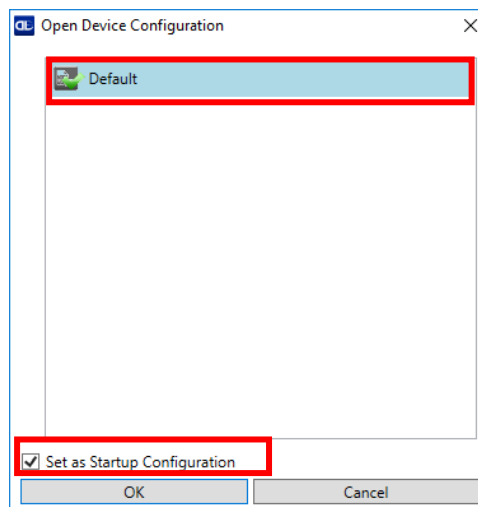 Open Device Configuration
Default
Set as Startup Configuration
OK
Cancel